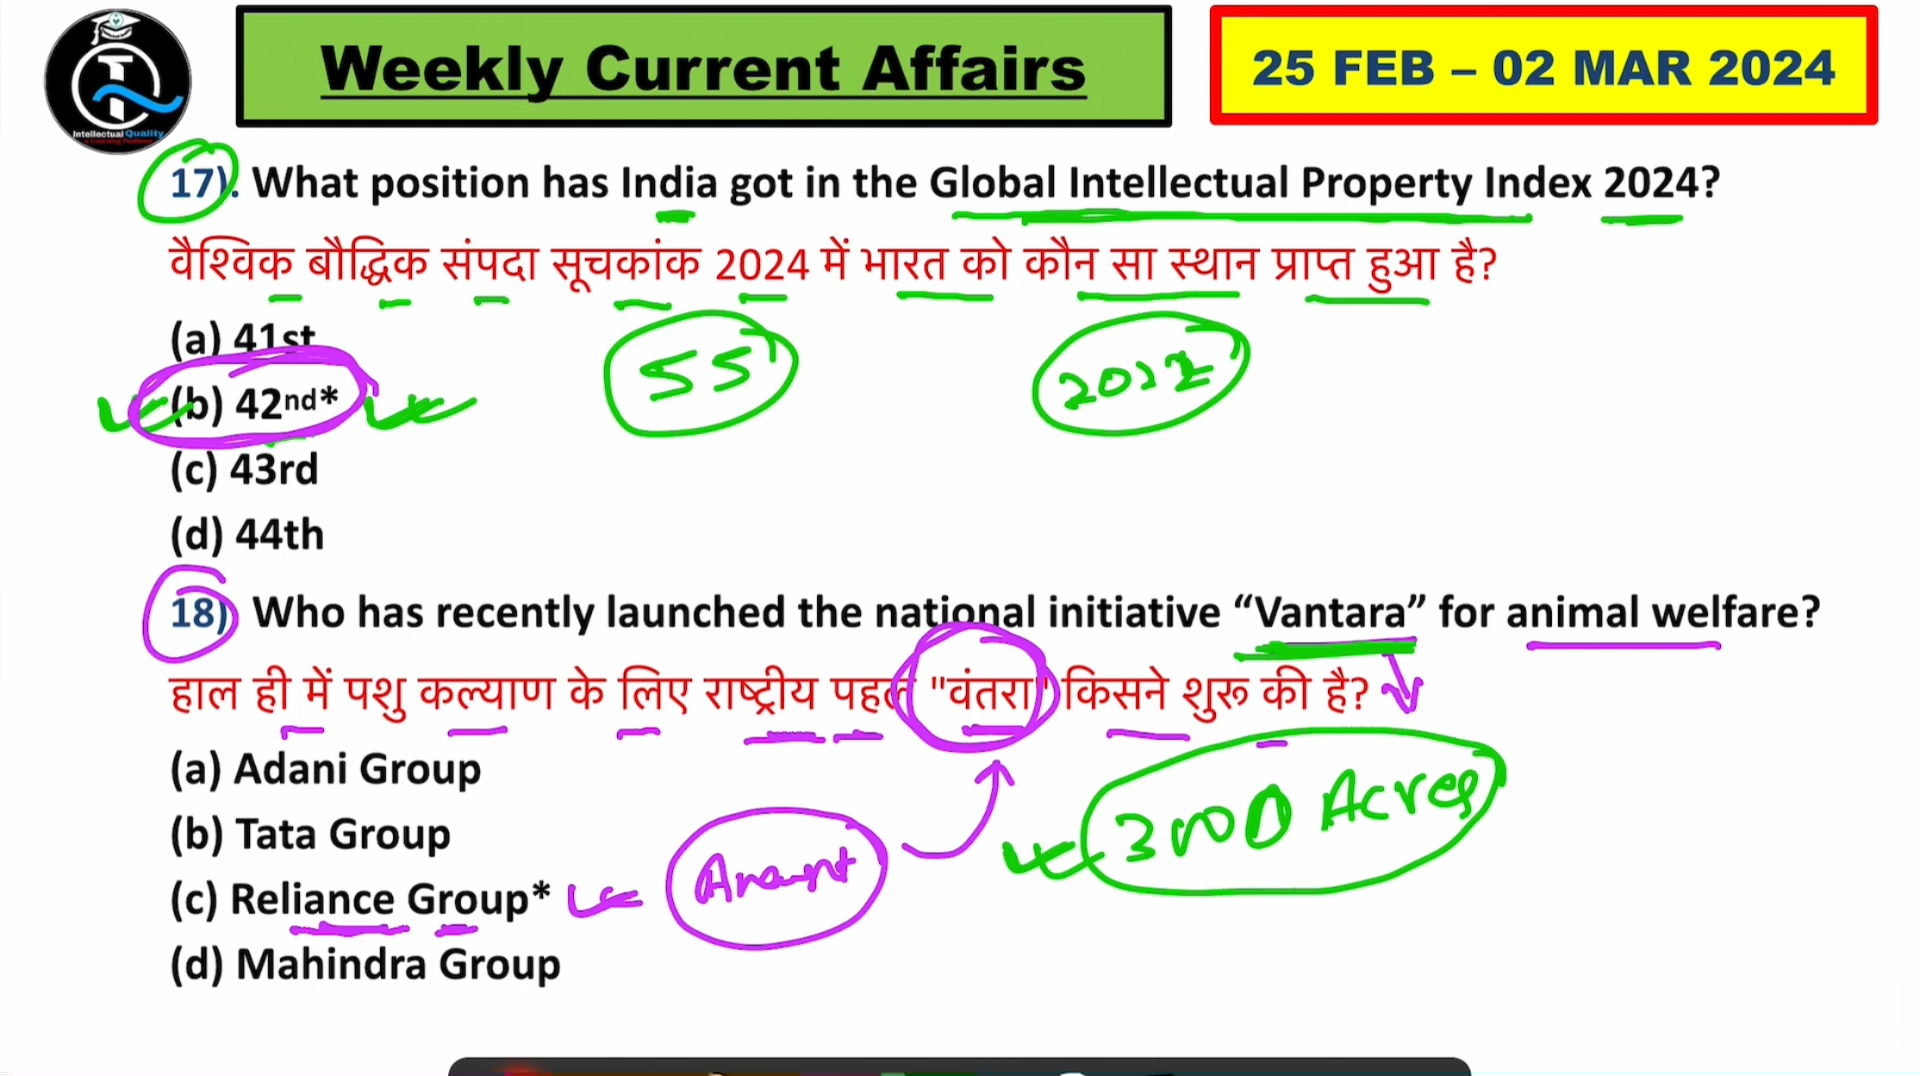 Intellectual Quality
Weekly Current Affairs
25 FEB – 02 MAR 2024
17). What position has India got in the Global Intellectual Property Index 2024?
वैश्विक बौद्धिक संपदा सूचकांक 2024 में भारत को कौन सा स्थान प्राप्त हुआ है?
(a) 41st
55
(b) 42nd*
(c) 43rd
(d) 44th
18) Who has recently launched the national initiative “Vantara” for animal welfare?
हाल ही में पशु कल्याण के लिए राष्ट्रीय पहल "वंतरा" किसने शुरू की है?
(a) Adani Group
3000 Acres
(b) Tata Group
(c) Reliance Group*
(d) Mahindra Group